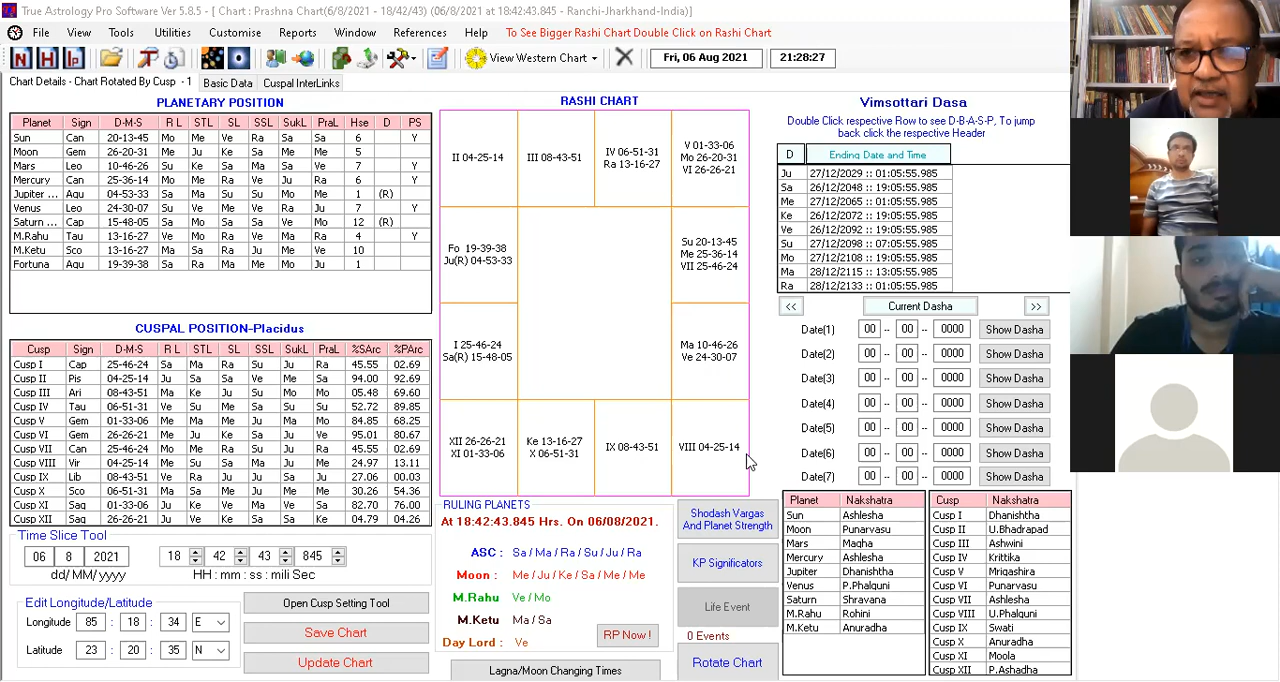 True Astrology Pro Software Ver 5.8.5 - [ Chart : Prashna Chart(6/8/2021 - 18/42/43) (06/8/2021 at 18:42:43.845 - Ranchi-Jharkhand-India)]
File View Tools Utilities Customise Reports Window References Help To See Bigger Rashi Chart Double Click on Rashi Chart
N H Ip View Western Chart Fri, 06 Aug 2021 21:28:27
Chart Details - Chart Rotated By Cusp - 1 Basic Data Cuspal InterLinks
PLANETARY POSITION
Planet Sign D-M-S R L STL SL SSL SukL PraL Hse D PS
Sun Can 20-13-45 Mo Me Ve Ra Sa Sa 6 Y
Moon Gem 26-20-31 Me Ju Ke Sa Me Ve 5
Mars Leo 10-46-26 Su Ke Sa Ma Sa Ve 7 Y
Mercury Can 25-36-14 Mo Me Ra Ve Ju Ra 6 Y
Jupiter ... Aqu 04-53-33 Sa Ma Su Su Mo Me 1 (R)
Venus Leo 24-30-07 Su Ve Me Ve Ra Ju 7 Y
Saturn ... Cap 15-48-05 Sa Mo Sa Sa Ve Mo 12 (R)
M.Rahu Tau 13-16-27 Ve Mo Ra Ve Ma Ra 4 Y
M.Ketu Sco 13-16-27 Ma Sa Ra Ju Me Ve 10
Fortuna Aqu 19-39-38 Sa Ra Ma Me Mo Ju 1
CUSPAL POSITION-Placidus
Cusp Sign D-M-S R L STL SL SSL SukL PraL %SArc %PArc
Cusp I Cap 25-46-24 Sa Ma Ra Su Ju Ra 45.55 02.69
Cusp II Pis 04-25-14 Ju Sa Sa Ve Me Sa 94.00 92.69
Cusp III Ari 08-43-51 Ma Ke Ju Su Mo Mo 05.48 69.60
Cusp IV Tau 06-51-31 Ve Su Me Sa Su Su 52.72 89.85
Cusp V Gem 01-33-06 Me Ma Su Ra Me Ma 84.85 68.25
Cusp VI Gem 26-26-21 Me Ju Ke Sa Ju Sa 95.01 80.67
Cusp VII Can 25-46-24 Mo Me Ra Su Ju Ra 45.55 02.69
Cusp VIII Vir 04-25-14 Me Su Sa Ma Ju Me 24.97 13.11
Cusp IX Lib 08-43-51 Ve Ra Ra Mo Su Ju 27.06 00.03
Cusp X Sco 06-51-31 Ma Sa Me Ju Me Me 30.26 54.36
Cusp XI Sag 01-33-06 Ju Ke Ve Sa Ra Ve 82.70 76.00
Cusp XII Sag 26-26-21 Ju Ve Ke Sa Sa Ma 04.79 04.26
Time Slice Tool
06 8 2021 18 42 43 845
dd/ MM/ yyyy HH : mm : ss : mili Sec
Edit Longitude/Latitude
Longitude 85 : 18 : 34 E
Latitude 23 : 20 : 35 N
Open Cusp Setting Tool
Save Chart
Update Chart
RASHI CHART
II 04-25-14
III 08-43-51
IV 06-51-31
Ra 13-16-27
V 01-33-06
Mo 26-20-31
VI 26-26-21
Fo 19-39-38
Ju(R) 04-53-33
Su 20-13-45
Me 25-36-14
VII 25-46-24
I 25-46-24
Sa(R) 15-48-05
Ma 10-46-26
Ve 24-30-07
XII 26-26-21
XI 01-33-06
Ke 13-16-27
X 06-51-31
IX 08-43-51
VIII 04-25-14
RULING PLANETS
At 18:42:43.845 Hrs. On 06/08/2021.
ASC : Sa / Ma / Ra / Su / Ju / Ra
Moon : Me / Ju / Ke / Sa / Me / Me
M.Rahu : Ve / Mo
M.Ketu : Ma / Sa
Day Lord : Ve
RP Now !
Lagna/Moon Changing Times
Shodash Vargas
And Planet Strength
KP Significators
Life Event
0 Events
Rotate Chart
Vimsottari Dasa
Double Click respective Row to see D-B-A-S-P, To jump
back click the respective Header
D Ending Date and Time
Ju 27/12/2029 :: 01:05:55.985
Sa 27/12/2048 :: 19:05:55.985
Me 27/12/2065 :: 01:05:55.985
Ke 26/12/2072 :: 19:05:55.985
Ve 26/12/2092 :: 19:05:55.985
Su 27/12/2098 :: 07:05:55.985
Mo 27/12/2108 :: 19:05:55.985
Ma 28/12/2115 :: 13:05:55.985
Ra 28/12/2133 :: 01:05:55.985
<< Current Dasha >>
Date(1) 00 -- 00 -- 0000 Show Dasha
Date(2) 00 -- 00 -- 0000 Show Dasha
Date(3) 00 -- 00 -- 0000 Show Dasha
Date(4) 00 -- 00 -- 0000 Show Dasha
Date(5) 00 -- 00 -- 0000 Show Dasha
Date(6) 00 -- 00 -- 0000 Show Dasha
Date(7) 00 -- 00 -- 0000 Show Dasha
Planet Nakshatra
Sun Ashlesha
Moon Punarvasu
Mars Magha
Mercury Ashlesha
Jupiter Dhanishtha
Venus P.Phalguni
Saturn Shravana
M.Rahu Rohini
M.Ketu Anuradha
Cusp Nakshatra
Cusp I Dhanishtha
Cusp II U.Bhadrapad
Cusp III Ashwini
Cusp IV Krittika
Cusp V Mrigashira
Cusp VI Punarvasu
Cusp VII Ashlesha
Cusp VIII U.Phalguni
Cusp IX Swati
Cusp X Anuradha
Cusp XI Moola
Cusp XII P.Ashadha